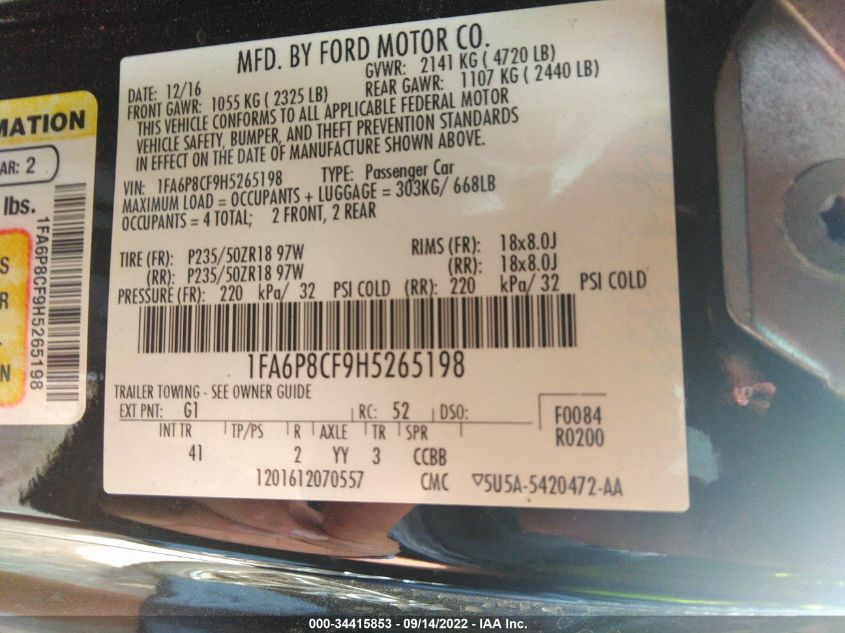 MFD. BY FORD MOTOR CO.
DATE: 12/16 GVWR: 2141 KG ( 4720 LB)
FRONT GAWR: 1055 KG ( 2325 LB) REAR GAWR: 1107 KG ( 2440 LB)
THIS VEHICLE CONFORMS TO ALL APPLICABLE FEDERAL MOTOR
VEHICLE SAFETY, BUMPER, AND THEFT PREVENTION STANDARDS
IN EFFECT ON THE DATE OF MANUFACTURE SHOWN ABOVE.
VIN: 1FA6P8CF9H5265198 TYPE: Passenger Car
MAXIMUM LOAD = OCCUPANTS + LUGGAGE = 303KG/ 668LB
OCCUPANTS = 4 TOTAL; 2 FRONT, 2 REAR
TIRE (FR): P235/50ZR18 97W RIMS (FR): 18x8.0J
(RR): P235/50ZR18 97W (RR): 18x8.0J
PRESSURE (FR): 220 kPa/ 32 PSI COLD (RR): 220 kPa/ 32 PSI COLD
1FA6P8CF9H5265198
TRAILER TOWING - SEE OWNER GUIDE
EXT PNT: G1 RC: 52 DSO:
F0084
R0200
INT TR TP/PS R AXLE TR SPR
41 2 YY 3 CCBB
1201612070557 CMC 5U5A-5420472-AA
MATION
AR: 2
lbs.
S
R
L
N
1FA6P8CF9H5265198
000-34415853 - 09/14/2022 - IAA Inc.